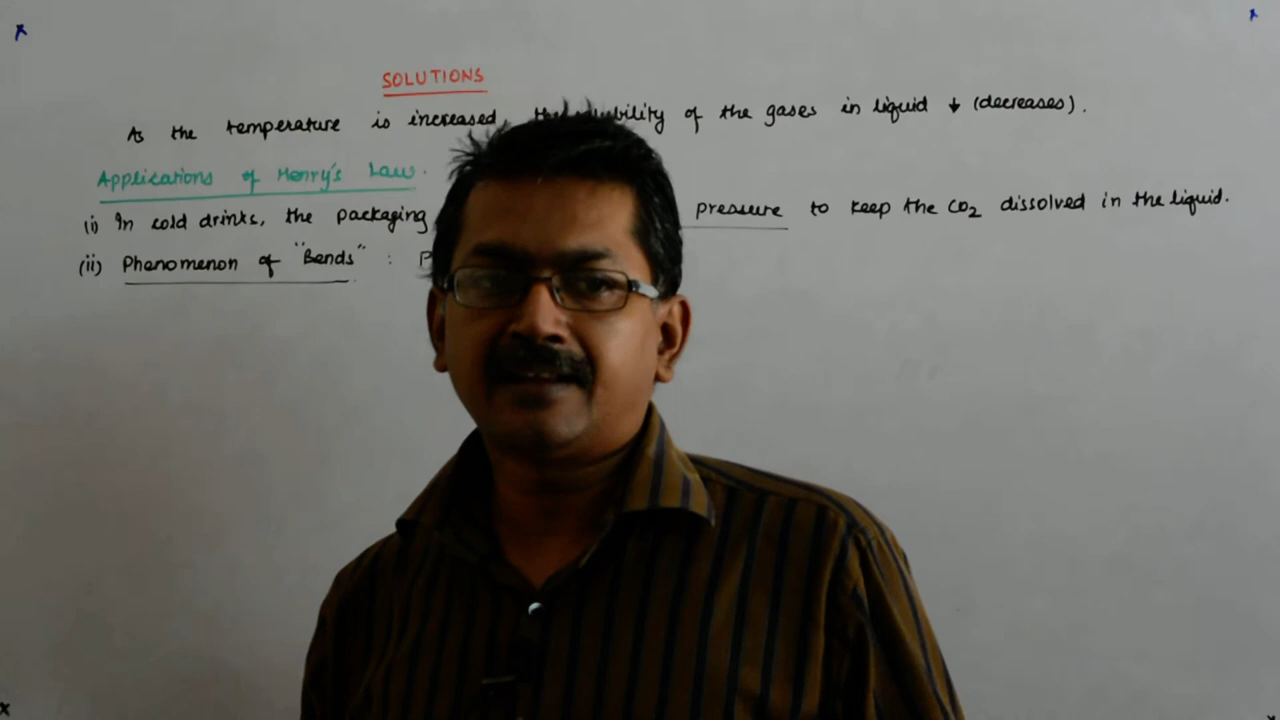 SOLUTIONS
As the temperature is increased, the solubility of the gases in liquid ↓ (decreases).
Applications of Henry's Law.
(i) In cold drinks, the packaging pressure to keep the CO2 dissolved in the liquid.
(ii) Phenomenon of "Bends" : P